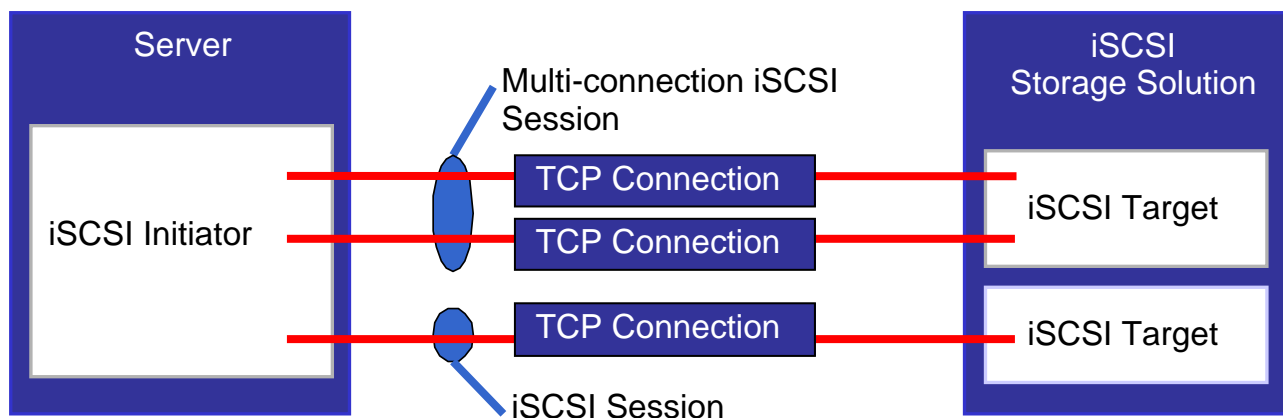 Server
iSCSI
Storage Solution
Multi-connection iSCSI
Session
TCP Connection
iSCSI Initiator
TCP Connection
iSCSI Target
TCP Connection
iSCSI Target
iSCSI Session